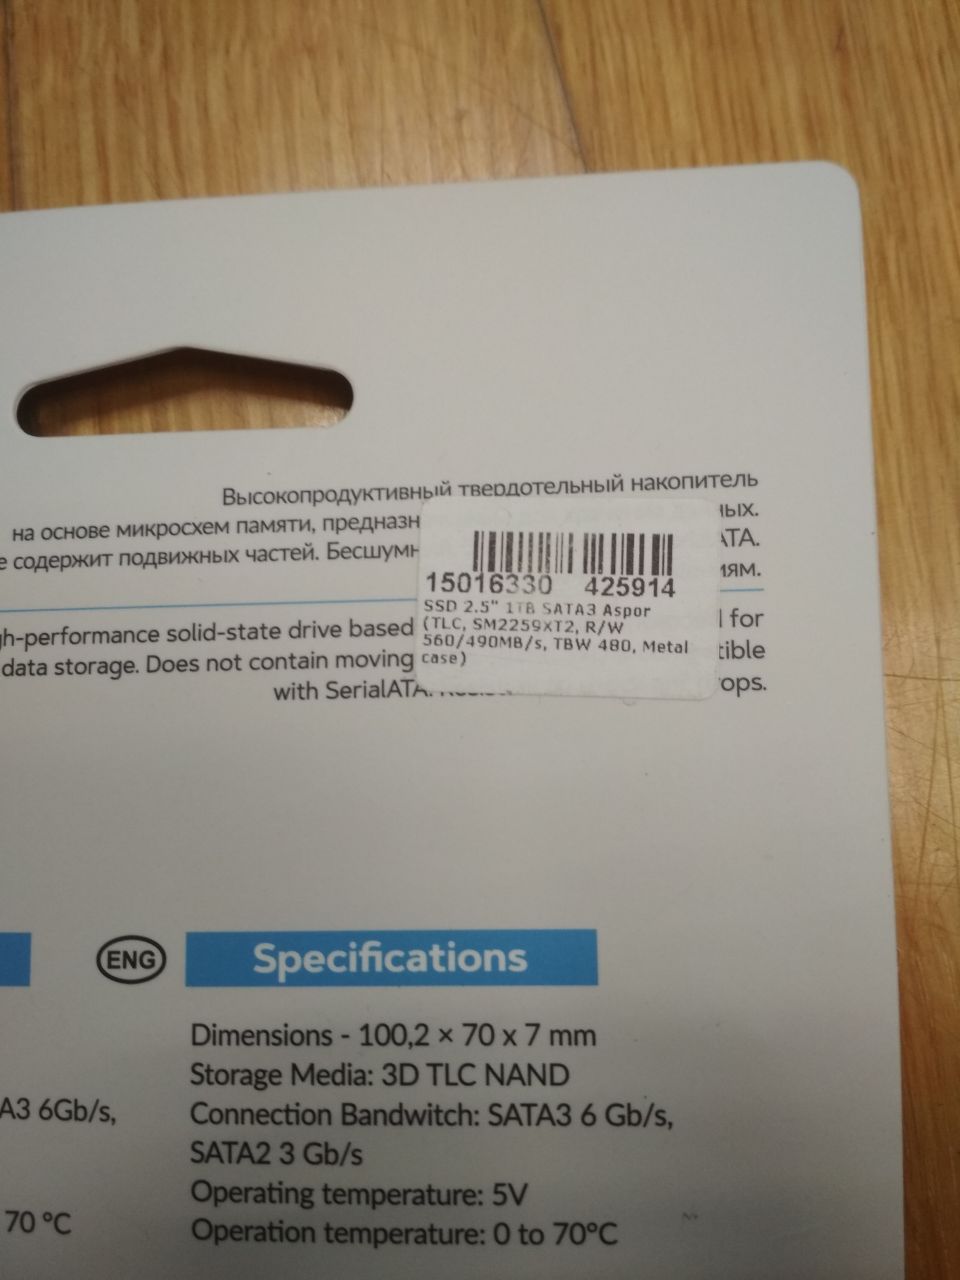 Высокопродуктивный твердотельный накопитель
на основе микросхем памяти, предназн ных.
е содержит подвижных частей. Бесшумн ATA.
иям.
15016330 425914
SSD 2.5" 1TB SATA3 Aspor
(TLC, SM2259XT2, R/W
560/490MB/s, TBW 480, Metal
case)
gh-performance solid-state drive based d for
data storage. Does not contain moving tible
with SerialATA. rops.
ENG
Specifications
Dimensions - 100,2 × 70 x 7 mm
Storage Media: 3D TLC NAND
Connection Bandwitch: SATA3 6 Gb/s,
SATA2 3 Gb/s
Operating temperature: 5V
Operation temperature: 0 to 70°C
A3 6Gb/s,
70 °C